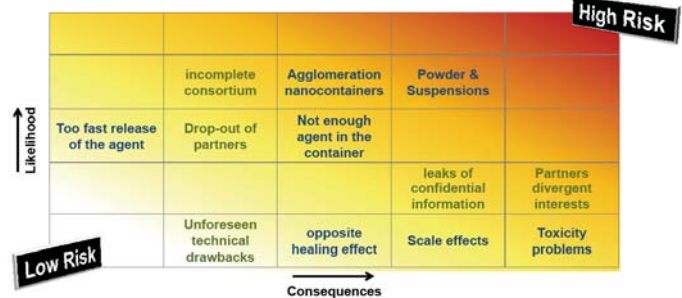 High Risk
incomplete
consortium
Agglomeration
nanocontainers
Powder &
Suspensions
Likelihood
Too fast release
of the agent
Drop-out of
partners
Not enough
agent in the
container
leaks of
confidential
information
Partners
divergent
interests
Unforeseen
technical
drawbacks
opposite
healing effect
Scale effects
Toxicity
problems
Low Risk
Consequences